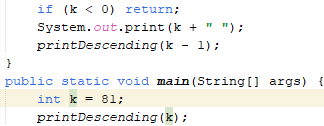 if (k < 0) return;
System.out.print(k + " ");
printDescending(k - 1);
}
public static void main(String[] args) {
int k = 81;
printDescending(k);